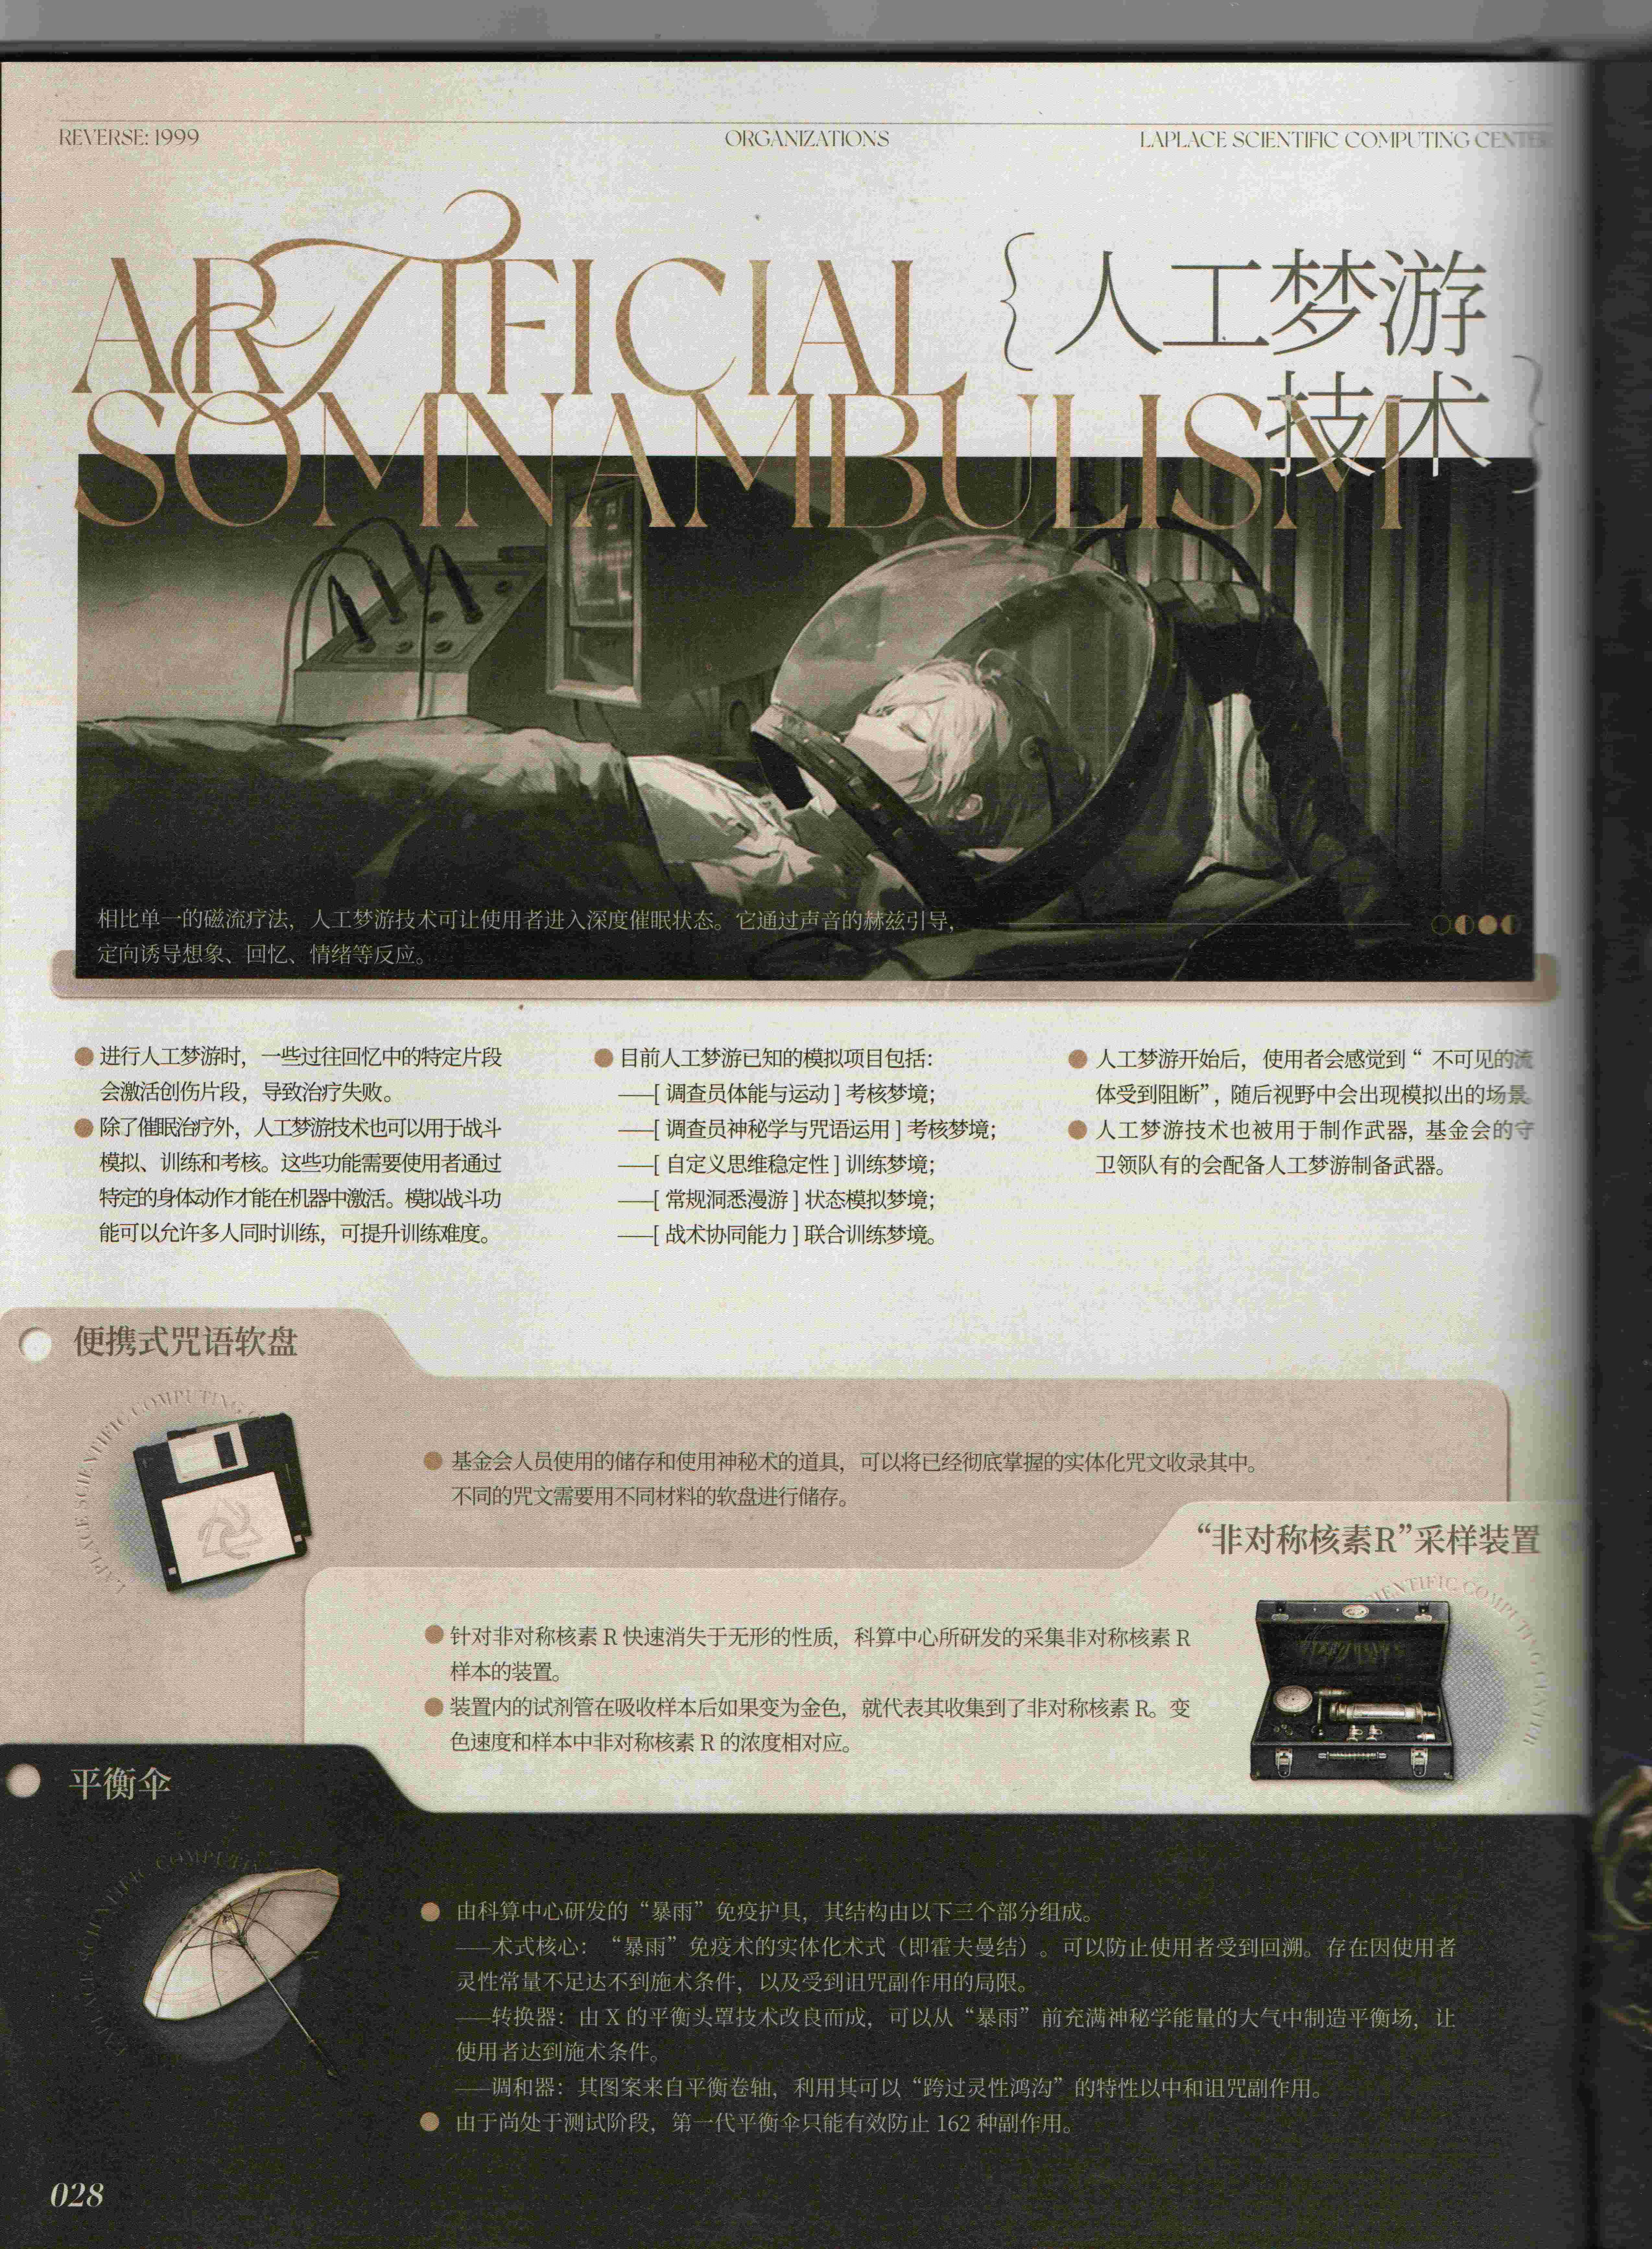 REVERSE: 1999
ORGANIZATIONS
LAPLACE SCIENTIFIC COMPUTING CENTER
ARTIFICIAL
SOMNAMBULISM
{人工梦游
技术}
相比单一的磁流疗法，人工梦游技术可让使用者进入深度催眠状态。它通过声音的赫兹引导，
定向诱导想象、回忆、情绪等反应。
进行人工梦游时，一些过往回忆中的特定片段
会激活创伤片段，导致治疗失败。
除了催眠治疗外，人工梦游技术也可以用于战斗
模拟、训练和考核。这些功能需要使用者通过
特定的身体动作才能在机器中激活。模拟战斗功
能可以允许多人同时训练，可提升训练难度。
目前人工梦游已知的模拟项目包括：
——[ 调查员体能与运动 ] 考核梦境；
——[ 调查员神秘学与咒语运用 ] 考核梦境；
——[ 自定义思维稳定性 ] 训练梦境；
——[ 常规洞悉漫游 ] 状态模拟梦境；
——[ 战术协同能力 ] 联合训练梦境。
人工梦游开始后，使用者会感觉到“ 不可见的流
体受到阻断”，随后视野中会出现模拟出的场景。
人工梦游技术也被用于制作武器，基金会的守
卫领队有的会配备人工梦游制备武器。
便携式咒语软盘
LAPLACE SCIENTIFIC COMPUTING
基金会人员使用的储存和使用神秘术的道具，可以将已经彻底掌握的实体化咒文收录其中。
不同的咒文需要用不同材料的软盘进行储存。
“非对称核素R”采样装置
SCIENTIFIC COMPUTING CENTER
针对非对称核素 R 快速消失于无形的性质，科算中心所研发的采集非对称核素 R
样本的装置。
装置内的试剂管在吸收样本后如果变为金色，就代表其收集到了非对称核素 R。变
色速度和样本中非对称核素 R 的浓度相对应。
平衡伞
LAPLACE SCIENTIFIC COMPUTING
由科算中心研发的“暴雨”免疫护具，其结构由以下三个部分组成。
——术式核心：“暴雨”免疫术的实体化术式（即霍夫曼结）。可以防止使用者受到回溯。存在因使用者
灵性常量不足达不到施术条件，以及受到诅咒副作用的局限。
——转换器：由 X 的平衡头罩技术改良而成，可以从“暴雨”前充满神秘学能量的大气中制造平衡场，让
使用者达到施术条件。
——调和器：其图案来自平衡卷轴，利用其可以“跨过灵性鸿沟”的特性以中和诅咒副作用。
由于尚处于测试阶段，第一代平衡伞只能有效防止 162 种副作用。
028